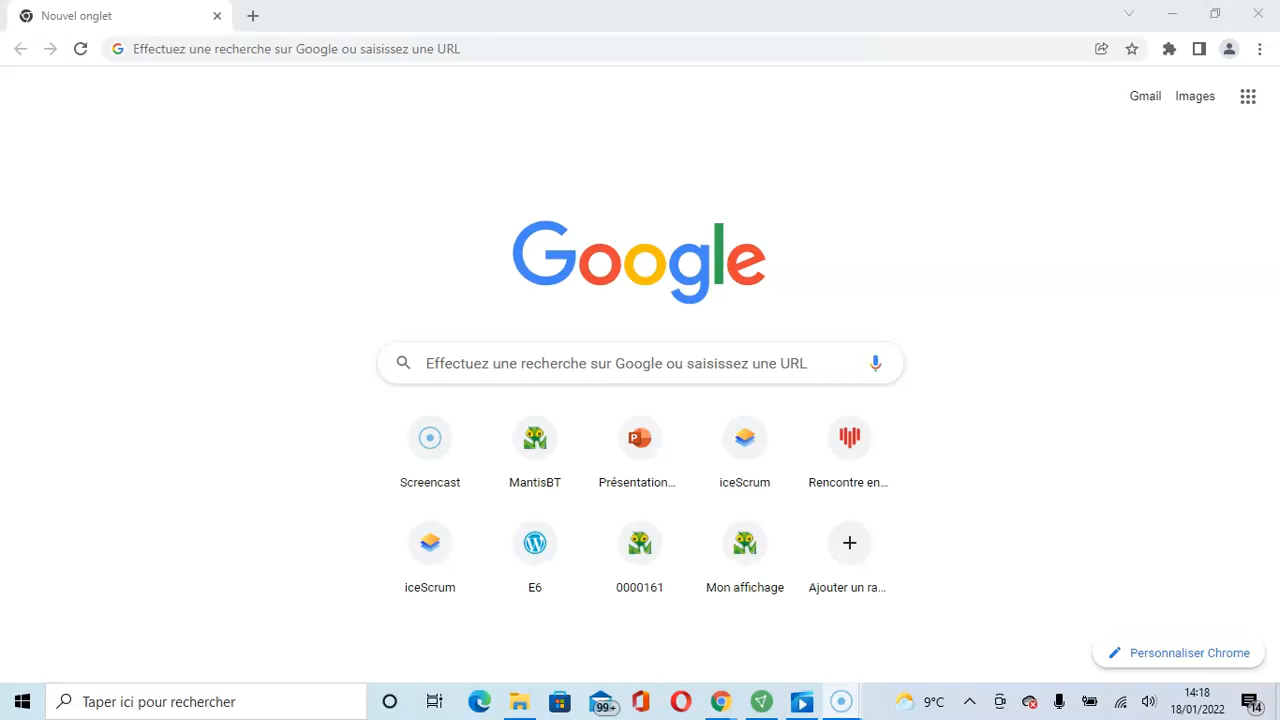 Nouvel onglet
Effectuez une recherche sur Google ou saisissez une URL
Gmail Images
Google
Effectuez une recherche sur Google ou saisissez une URL
Screencast MantisBT Présentation... iceScrum Rencontre en...
iceScrum E6 0000161 Mon affichage Ajouter un ra...
Personnaliser Chrome
Taper ici pour rechercher 99+ 9°C 14:18
18/01/2022 14